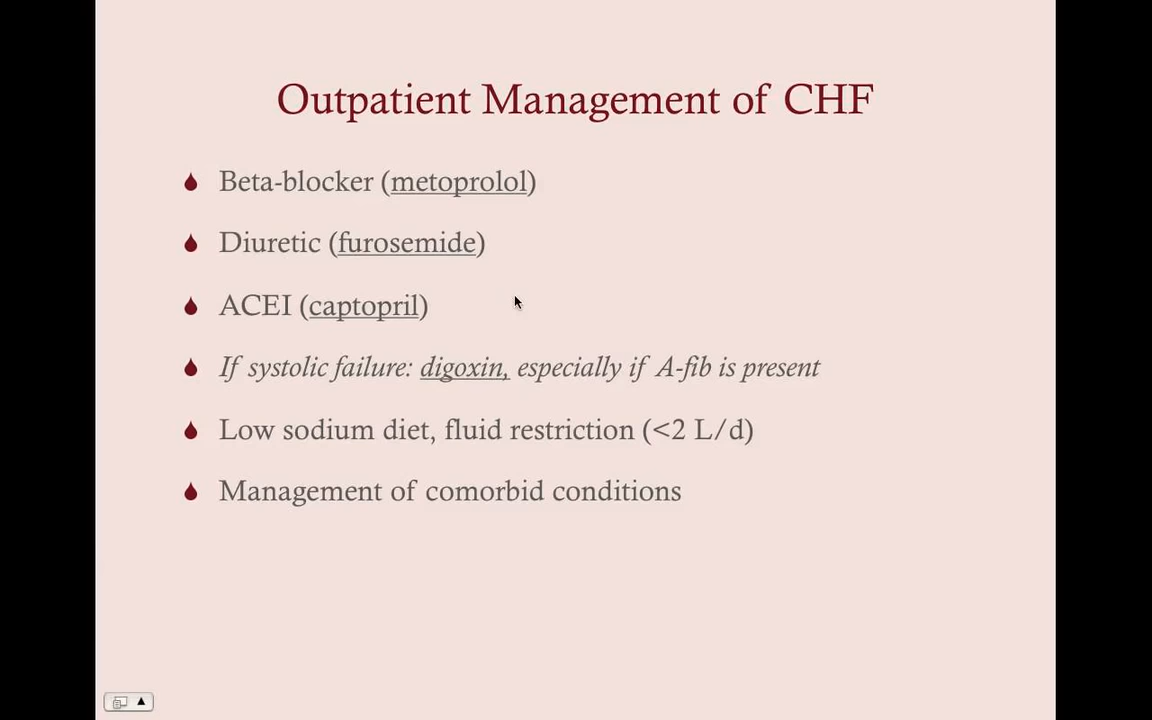 Outpatient Management of CHF
Beta-blocker (metoprolol)
Diuretic (furosemide)
ACEI (captopril)
If systolic failure: digoxin, especially if A-fib is present
Low sodium diet, fluid restriction (<2 L/d)
Management of comorbid conditions